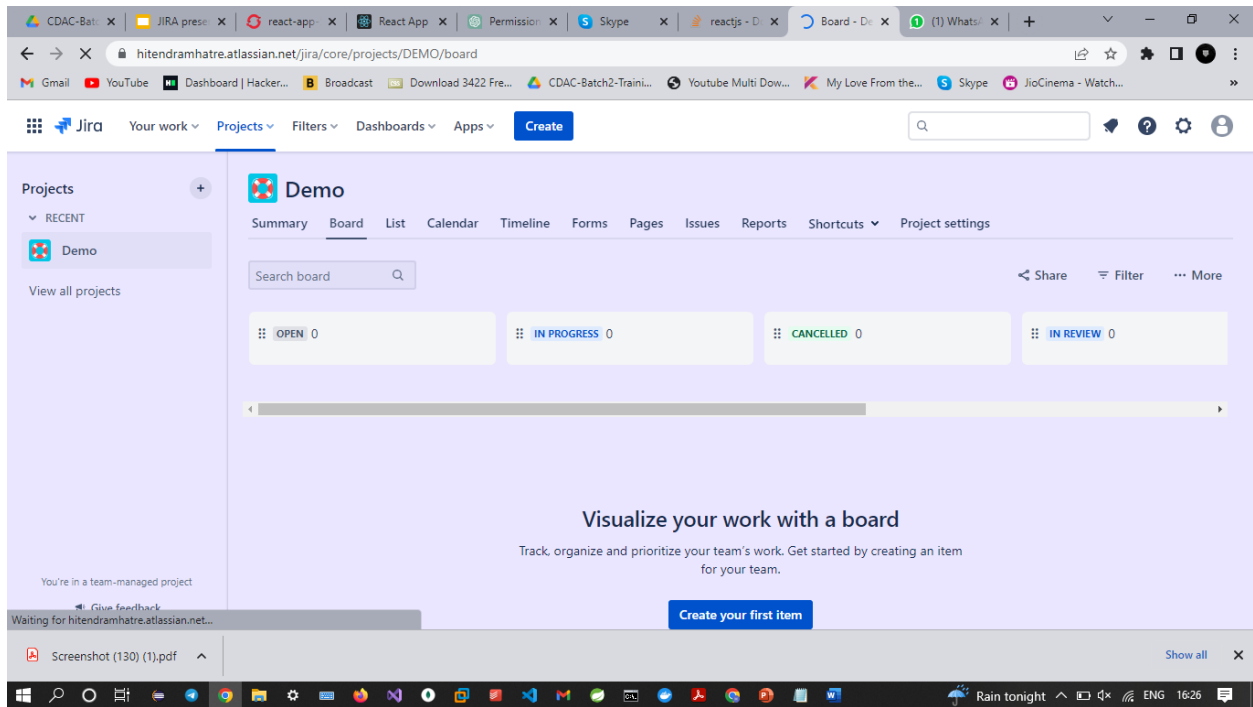 CDAC-Batc
JIRA prese
react-app-
React App
Permission
Skype
reactjs - D
Board - De
(1) WhatsA
hitendramhatre.atlassian.net/jira/core/projects/DEMO/board
Gmail YouTube Dashboard | Hacker... Broadcast Download 3422 Fre... CDAC-Batch2-Traini... Youtube Multi Dow... My Love From the... Skype JioCinema - Watch... »
Jira Your work Projects Filters Dashboards Apps Create
Projects +
RECENT
Demo
View all projects
Demo
Summary Board List Calendar Timeline Forms Pages Issues Reports Shortcuts Project settings
Search board
Share Filter ... More
OPEN 0 IN PROGRESS 0 CANCELLED 0 IN REVIEW 0
Visualize your work with a board
Track, organize and prioritize your team's work. Get started by creating an item
for your team.
Create your first item
You're in a team-managed project
Give feedback
Waiting for hitendramhatre.atlassian.net...
Screenshot (130) (1).pdf
Show all
Rain tonight ENG 16:26